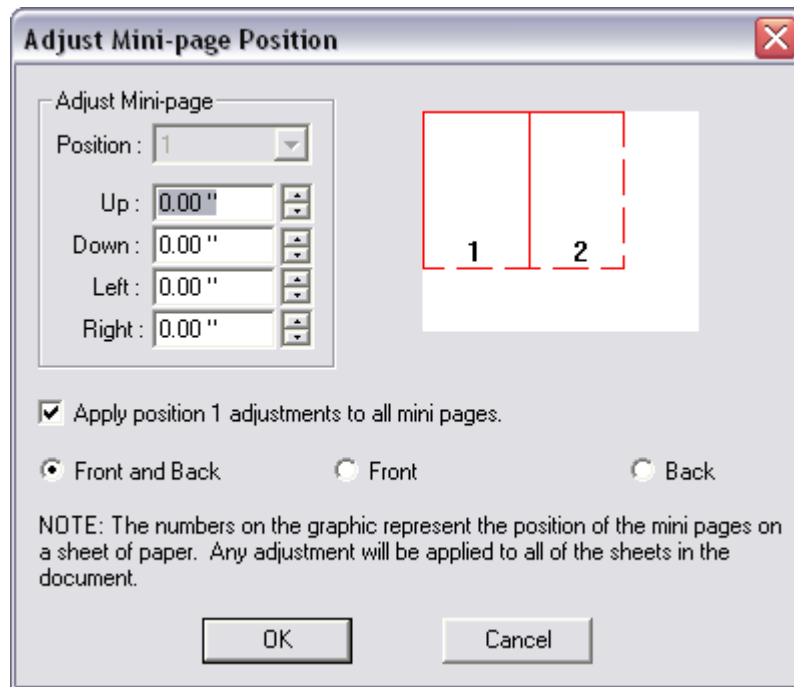 Adjust Mini-page Position
Adjust Mini-page
Position : 1
Up : 0.00 "
Down : 0.00 "
Left : 0.00 "
Right : 0.00 "
1 2
Apply position 1 adjustments to all mini pages.
Front and Back Front Back
NOTE: The numbers on the graphic represent the position of the mini pages on
a sheet of paper.  Any adjustment will be applied to all of the sheets in the
document.
OK Cancel